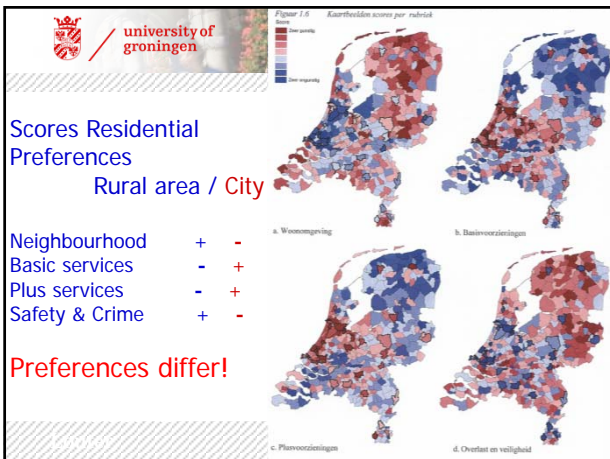 university of
groningen
Scores Residential
Preferences
Rural area / City
Neighbourhood + -
Basic services - +
Plus services - +
Safety & Crime + -
Preferences differ!
Figuur 1.6 Kaartbeelden scores per rubriek
Score
Zeer gunstig
Zeer ongunstig
a. Woonomgeving
b. Basisvoorzieningen
c. Plusvoorzieningen
d. Overlast en veiligheid